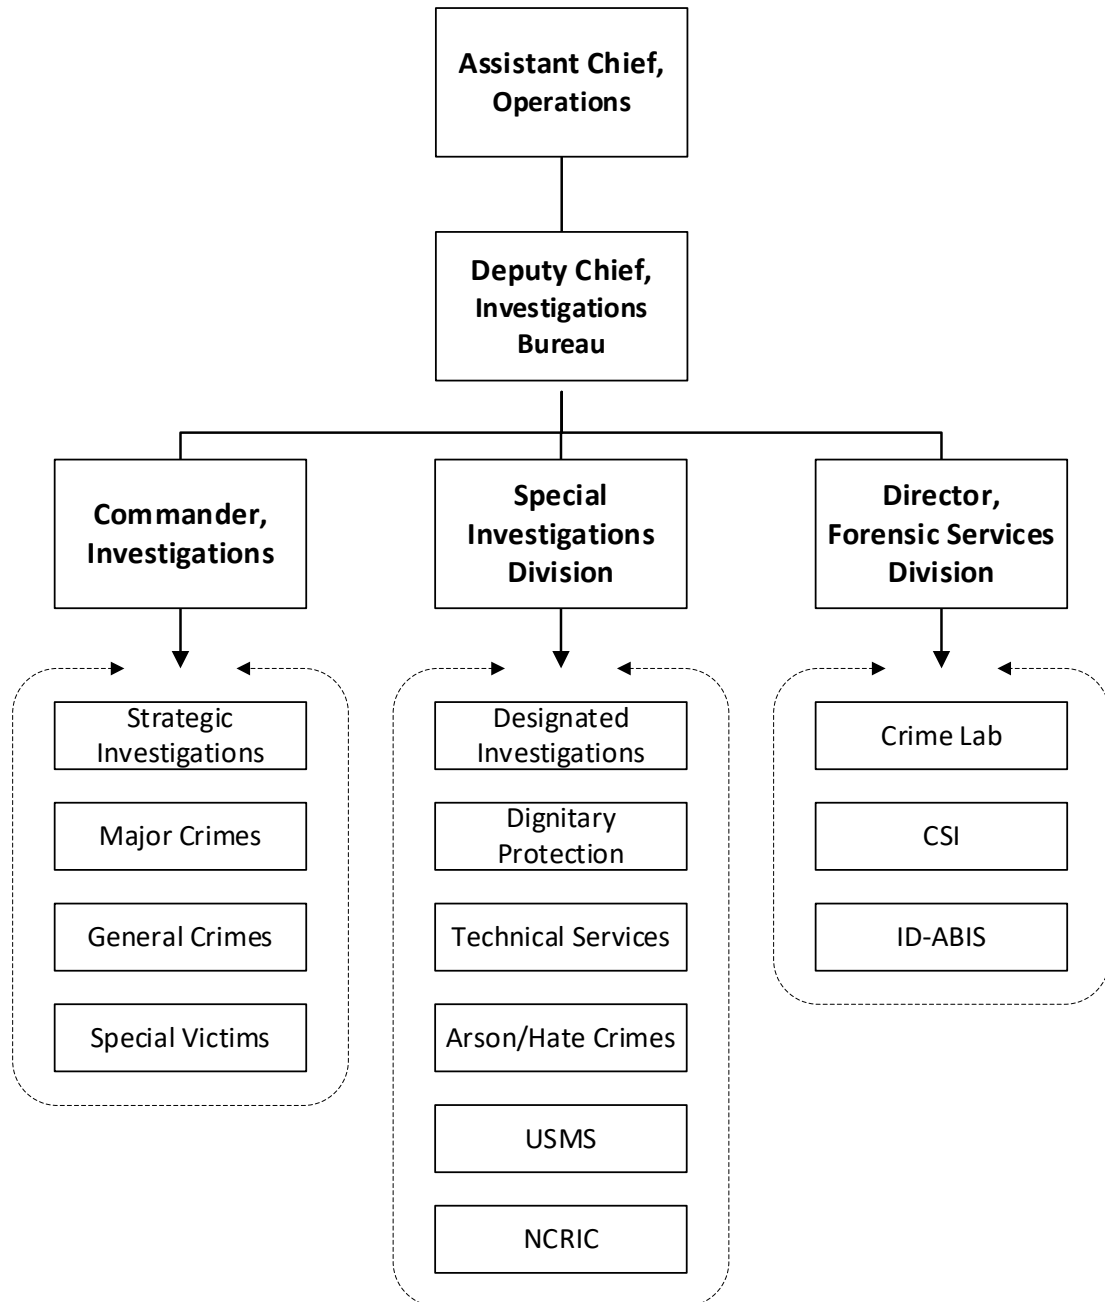 Assistant Chief,
Operations
Deputy Chief,
Investigations
Bureau
Commander,
Investigations
Special
Investigations
Division
Director,
Forensic Services
Division
Strategic
Investigations
Major Crimes
General Crimes
Special Victims
Designated
Investigations
Dignitary
Protection
Technical Services
Arson/Hate Crimes
USMS
NCRIC
Crime Lab
CSI
ID-ABIS